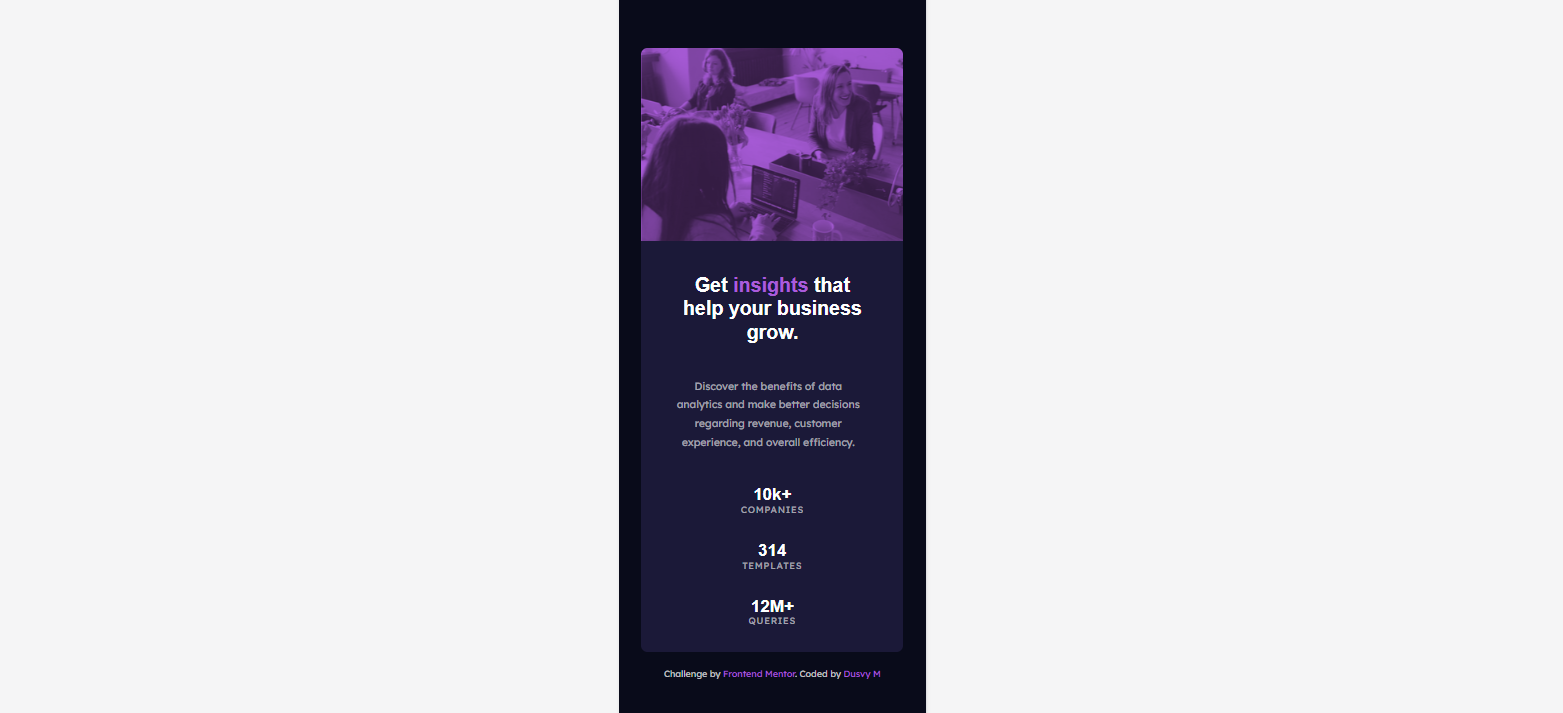 Get insights that
help your business
grow.
Discover the benefits of data
analytics and make better decisions
regarding revenue, customer
experience, and overall efficiency.
10k+
COMPANIES
314
TEMPLATES
12M+
QUERIES
Challenge by Frontend Mentor. Coded by Dusvy M